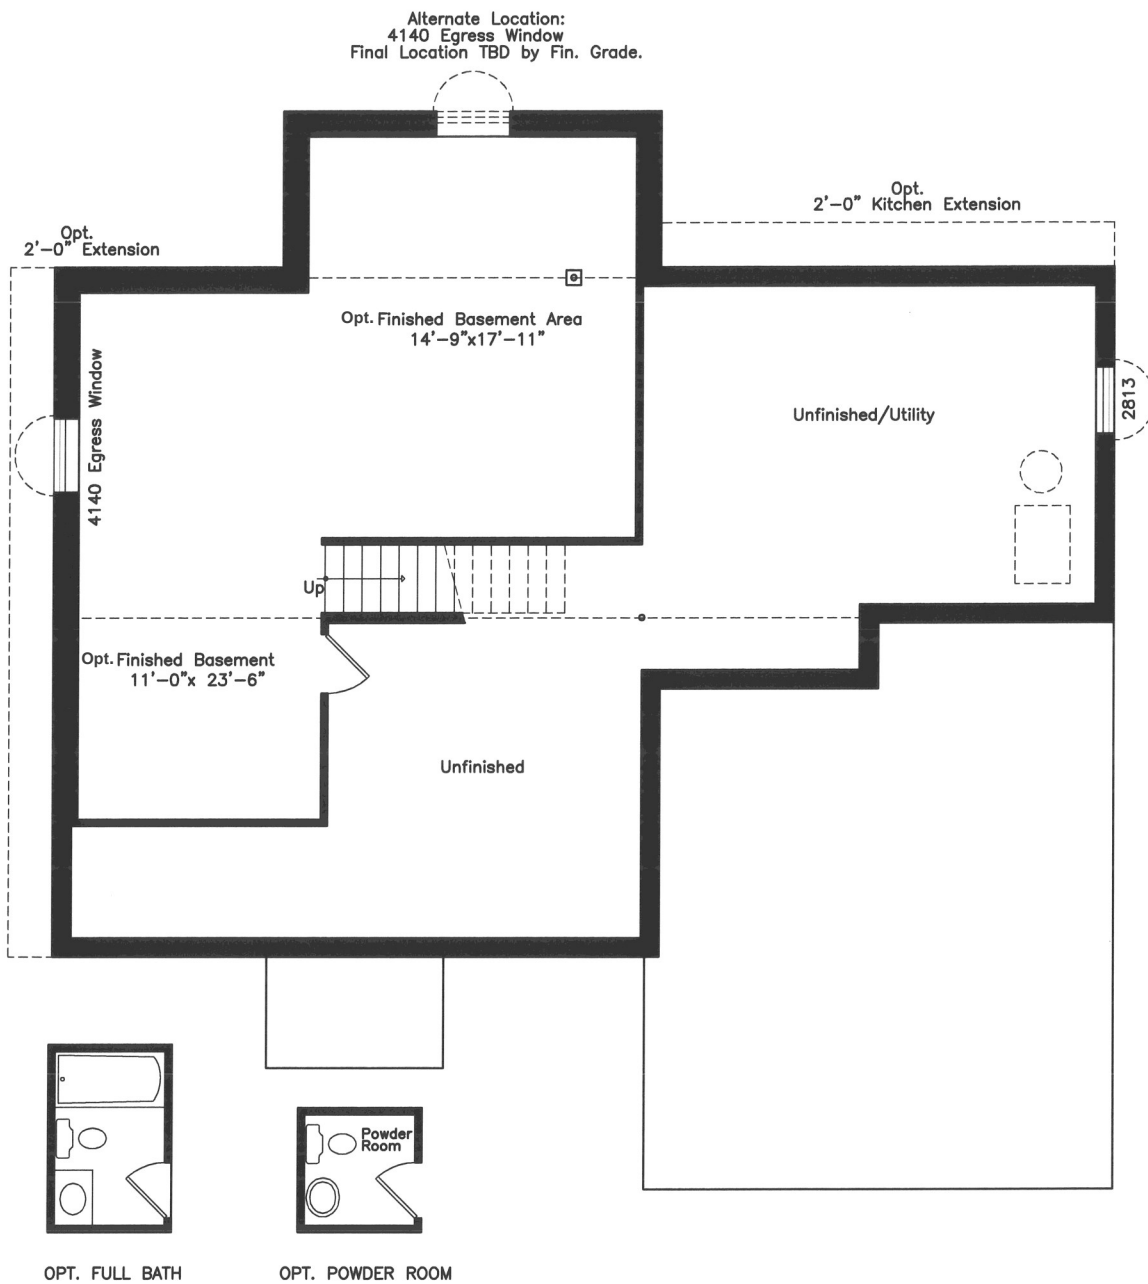 Alternate Location:
4140 Egress Window
Final Location TBD by Fin. Grade.
Opt.
2'-0" Kitchen Extension
Opt.
2'-0" Extension
Opt. Finished Basement Area
14'-9"x17'-11"
4140 Egress Window
Unfinished/Utility
2813
Up
Opt. Finished Basement
11'-0"x 23'-6"
Unfinished
Powder
Room
OPT. FULL BATH
OPT. POWDER ROOM